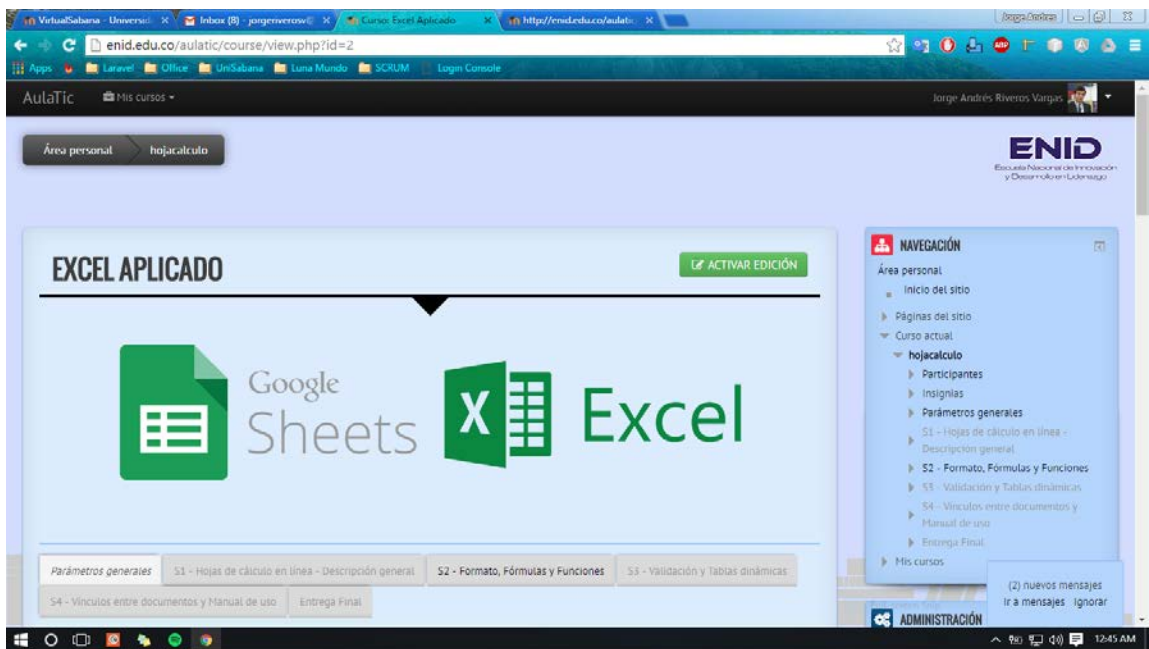 VirtualSabana - Universid
Inbox (8) - jorgeriverosv@
Curso: Excel Aplicado
http://enid.edu.co/aulatic
Jorge Andres
enid.edu.co/aulatic/course/view.php?id=2
Apps
Laravel
Office
UniSabana
Luna Mundo
SCRUM
Login Console
AulaTic
Mis cursos
Jorge Andrés Riveros Vargas
Área personal
hojacalculo
ENID
Escuela Nacional de Innovación
y Desarrollo en Liderazgo
EXCEL APLICADO
ACTIVAR EDICIÓN
Google
Sheets
X
Excel
Parámetros generales
S1 - Hojas de cálculo en línea - Descripción general
S2 - Formato, Fórmulas y Funciones
S3 - Validación y Tablas dinámicas
S4 - Vínculos entre documentos y Manual de uso
Entrega Final
NAVEGACIÓN
Área personal
Inicio del sitio
Páginas del sitio
Curso actual
hojacalculo
Participantes
Insignias
Parámetros generales
S1 - Hojas de cálculo en línea -
Descripción general
S2 - Formato, Fórmulas y Funciones
S3 - Validación y Tablas dinámicas
S4 - Vínculos entre documentos y
Manual de uso
Entrega Final
Mis cursos
(2) nuevos mensajes
Ir a mensajes Ignorar
ADMINISTRACIÓN
12:45 AM